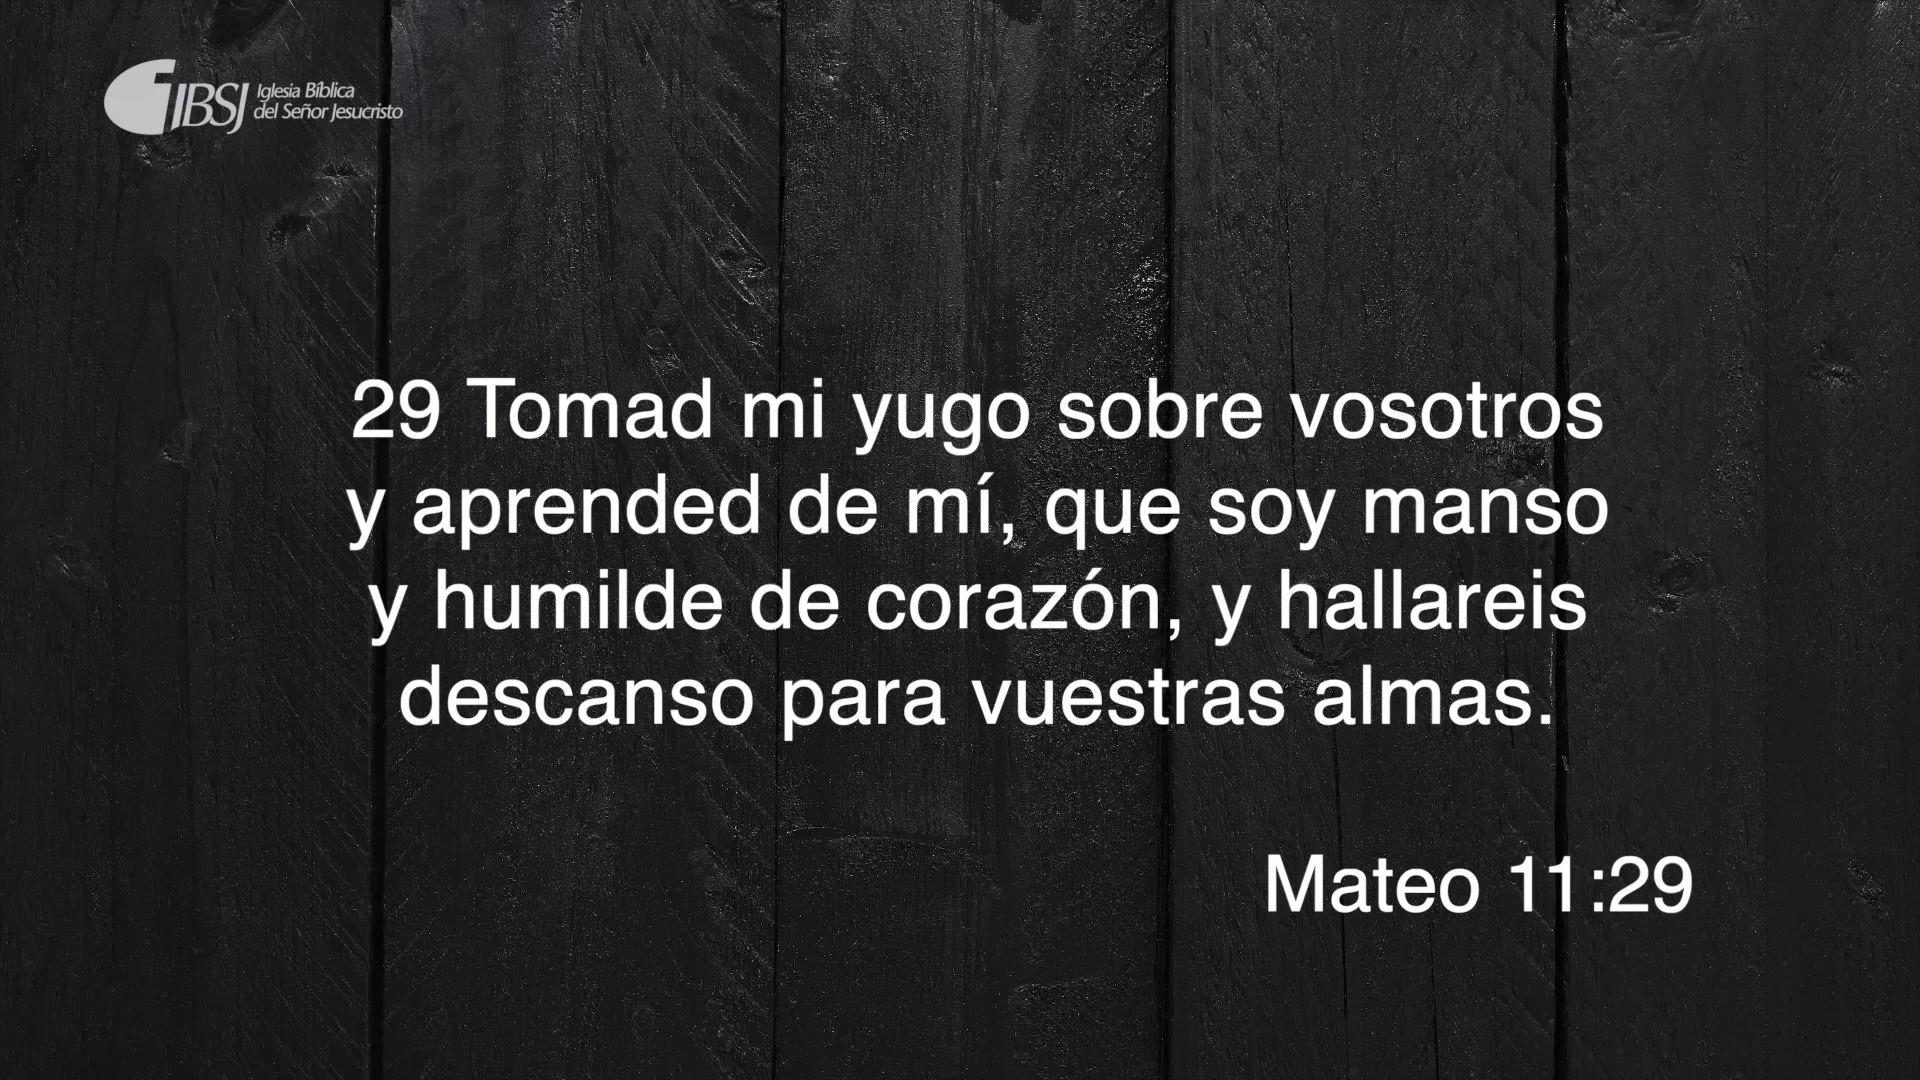 IBSJ Iglesia Bíblica
del Señor Jesucristo
29 Tomad mi yugo sobre vosotros
y aprended de mí, que soy manso
y humilde de corazón, y hallareis
descanso para vuestras almas.
Mateo 11:29